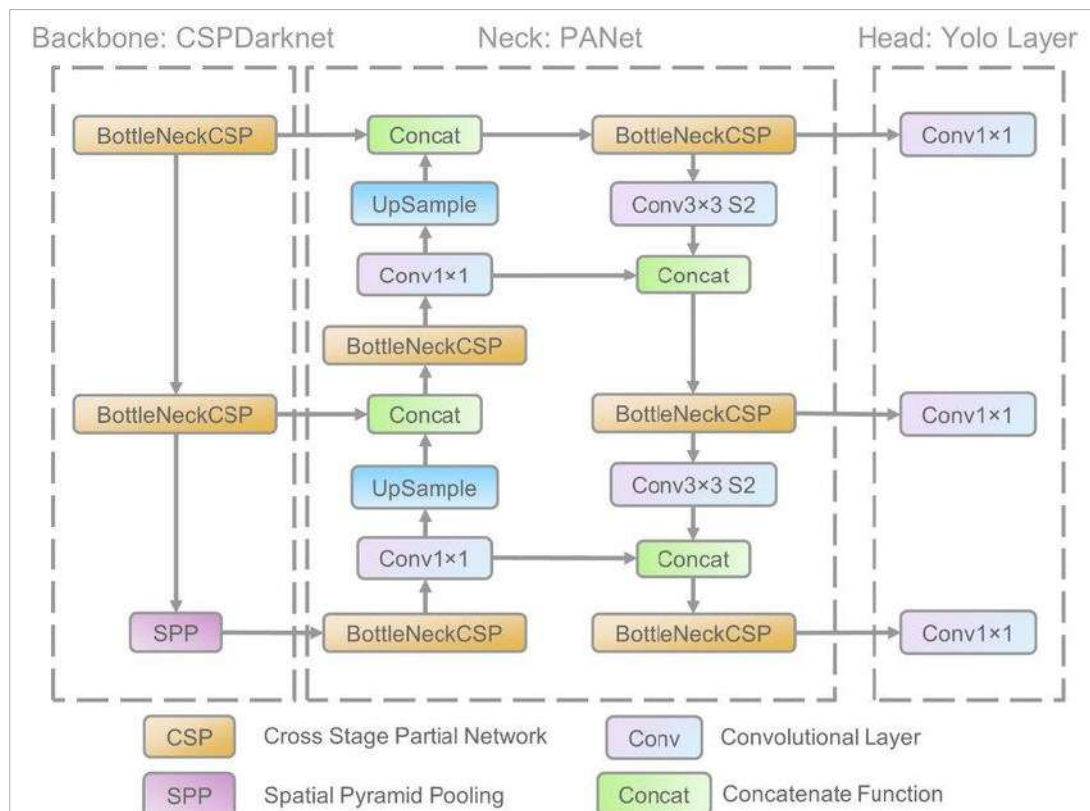 Backbone: CSPDarknet
Neck: PANet
Head: Yolo Layer
BottleNeckCSP
Concat
BottleNeckCSP
Conv1×1
UpSample
Conv3×3 S2
Conv1×1
Concat
BottleNeckCSP
BottleNeckCSP
Concat
BottleNeckCSP
Conv1×1
UpSample
Conv3×3 S2
Conv1×1
Concat
SPP
BottleNeckCSP
BottleNeckCSP
Conv1×1
CSP
Cross Stage Partial Network
Conv
Convolutional Layer
SPP
Spatial Pyramid Pooling
Concat
Concatenate Function